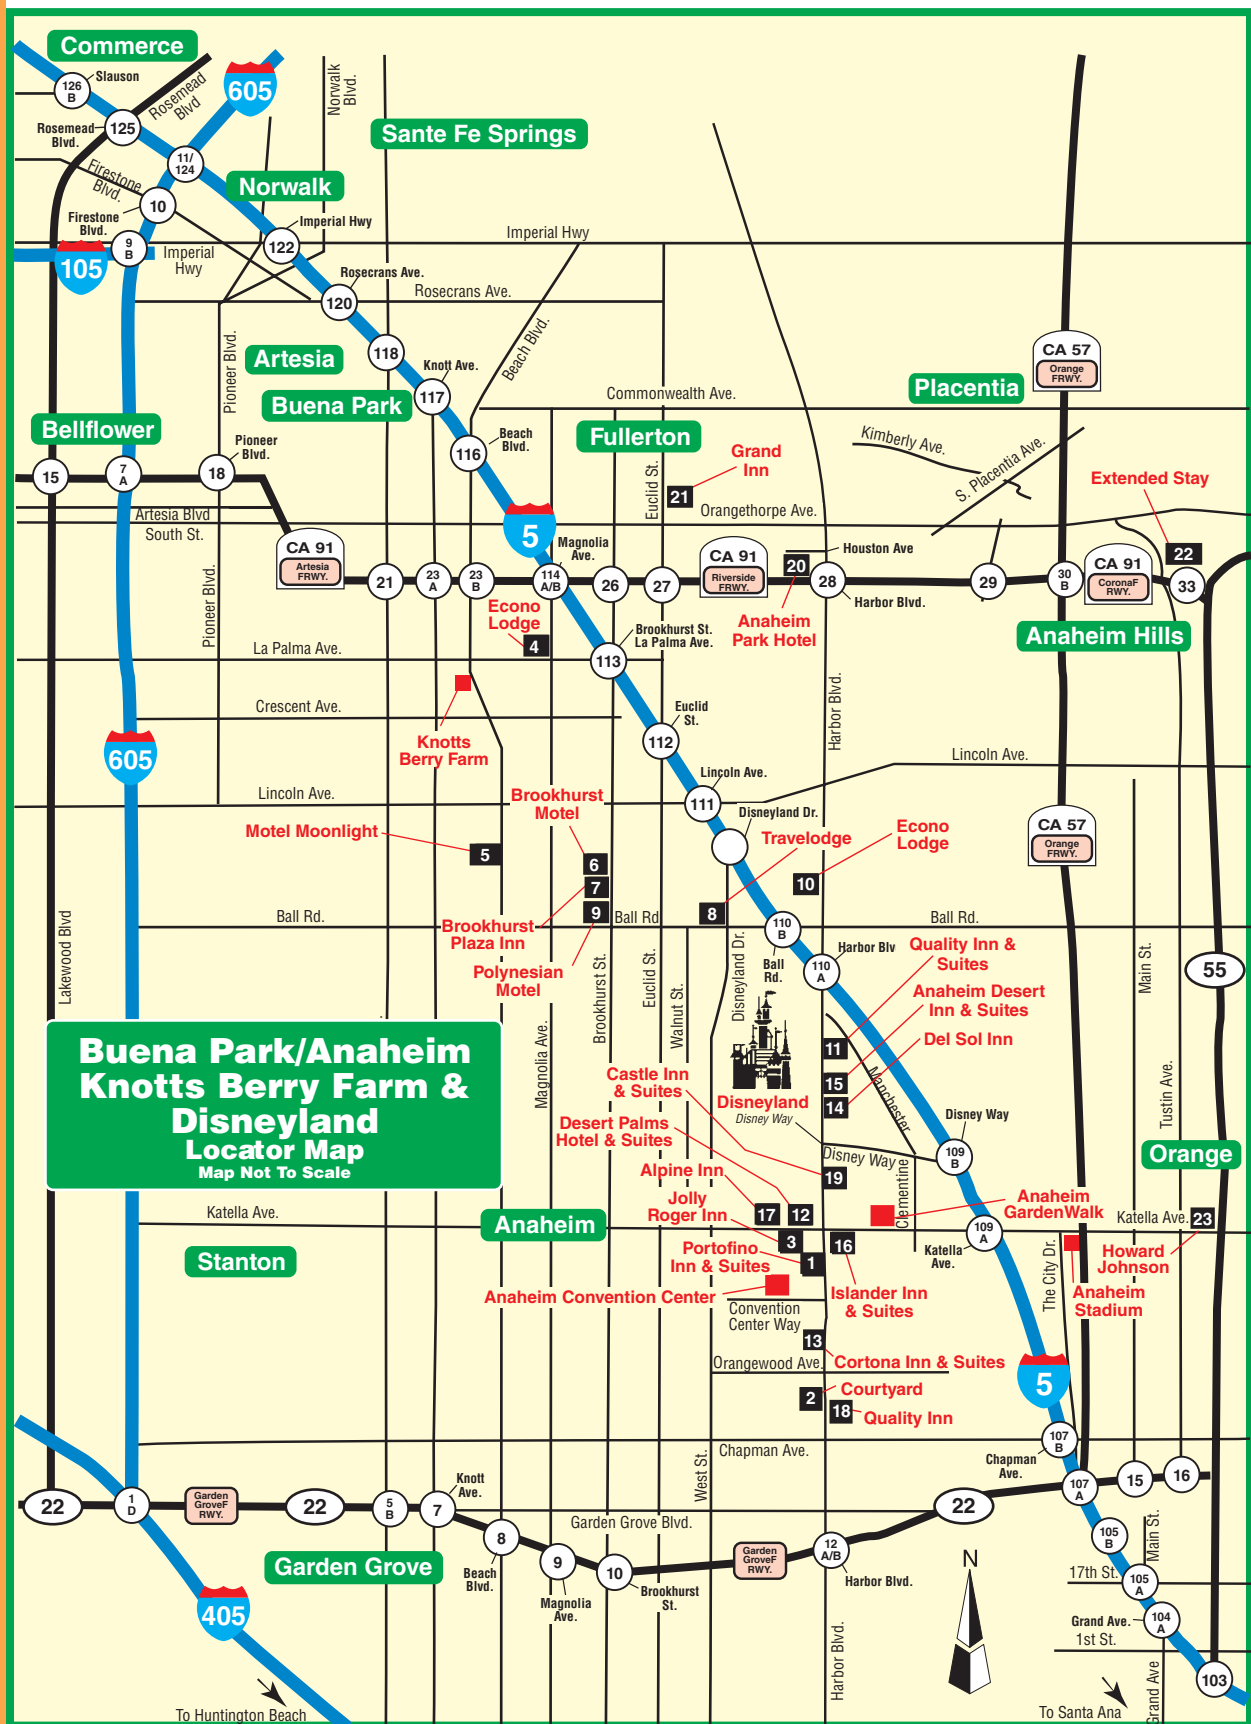 Commerce
126
B
Slauson
Rosemead
Blvd
605
Norwalk
Blvd.
Sante Fe Springs
Rosemead
Blvd.
125
11/
124
Firestone
Blvd.
Norwalk
10
Firestone
Blvd.
Imperial Hwy
Imperial Hwy
9
B
122
105
Imperial
Hwy
Rosecrans Ave.
Rosecrans Ave.
120
Pioneer Blvd.
Artesia
118
Beach Blvd.
CA 57
Orange
FRWY.
Knott Ave.
117
Buena Park
Commonwealth Ave.
Placentia
Bellflower
Pioneer
Blvd.
Beach
Blvd.
116
Fullerton
Kimberly Ave.
S. Placentia Ave.
Grand
Inn
Euclid St.
21
Extended Stay
15
7
A
18
Orangethorpe Ave.
Artesia Blvd
South St.
5
CA 91
Artesia
FRWY.
Magnolia
Ave.
CA 91
Riverside
FRWY.
Houston Ave
20
22
CA 91
CoronaF
RWY.
21
23
A
23
B
114
A/B
26
27
28
29
30
B
33
Harbor Blvd.
Pioneer Blvd.
Econo
Lodge
4
Anaheim
Park Hotel
Brookhurst St.
La Palma Ave.
Anaheim Hills
La Palma Ave.
113
Crescent Ave.
Euclid
St.
112
Harbor Blvd.
Knotts
Berry Farm
605
Lincoln Ave.
Lincoln Ave.
Lincoln Ave.
111
Brookhurst
Motel
Disneyland Dr.
CA 57
Orange
FRWY.
Motel Moonlight
5
6
7
9
Travelodge
Econo
Lodge
10
8
Ball Rd.
Ball Rd
Ball Rd.
Brookhurst
Plaza Inn
110
B
Ball
Rd.
Polynesian
Motel
Lakewood Blvd
Brookhurst St.
Euclid St.
Walnut St.
Disneyland Dr.
Harbor Blv
110
A
Quality Inn &
Suites
Main St.
55
Anaheim Desert
Inn & Suites
Del Sol Inn
Buena Park/Anaheim
Knotts Berry Farm &
Disneyland
Locator Map
Map Not To Scale
Magnolia Ave.
11
15
14
Manchester
Castle Inn
& Suites
Disneyland
Disney Way
Disney Way
109
B
Tustin Ave.
Desert Palms
Hotel & Suites
Disney Way
Orange
Alpine Inn
19
Clementine
Jolly
Roger Inn
17
12
Anaheim
GardenWalk
Katella Ave.
Anaheim
Katella Ave.
23
109
A
Katella
Ave.
3
16
Portofino
Inn & Suites
1
The City Dr.
Howard
Johnson
Stanton
Anaheim Convention Center
Islander Inn
& Suites
Anaheim
Stadium
Convention
Center Way
13
Orangewood Ave.
Cortona Inn & Suites
5
2
Courtyard
18
Quality Inn
Chapman Ave.
107
B
Chapman
Ave.
West St.
22
1
D
Garden
GroveF
RWY.
22
5
B
7
Knott
Ave.
22
107
A
15
16
Garden Grove Blvd.
8
Beach
Blvd.
9
Magnolia
Ave.
10
Brookhurst
St.
Garden
GroveF
RWY.
12
A/B
Harbor Blvd.
105
B
Main St.
Garden Grove
N
17th St.
105
A
405
Grand Ave.
104
A
1st St.
Harbor Blvd.
Grand Ave
103
To Huntington Beach
To Santa Ana